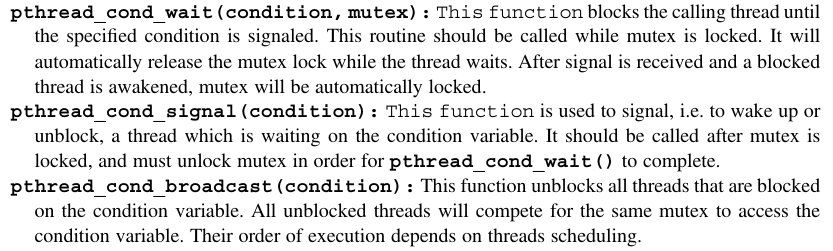 pthread_cond_wait(condition, mutex): This function blocks the calling thread until
the specified condition is signaled. This routine should be called while mutex is locked. It will
automatically release the mutex lock while the thread waits. After signal is received and a blocked
thread is awakened, mutex will be automatically locked.
pthread_cond_signal(condition): This function is used to signal, i.e. to wake up or
unblock, a thread which is waiting on the condition variable. It should be called after mutex is
locked, and must unlock mutex in order for pthread_cond_wait() to complete.
pthread_cond_broadcast(condition): This function unblocks all threads that are blocked
on the condition variable. All unblocked threads will compete for the same mutex to access the
condition variable. Their order of execution depends on threads scheduling.